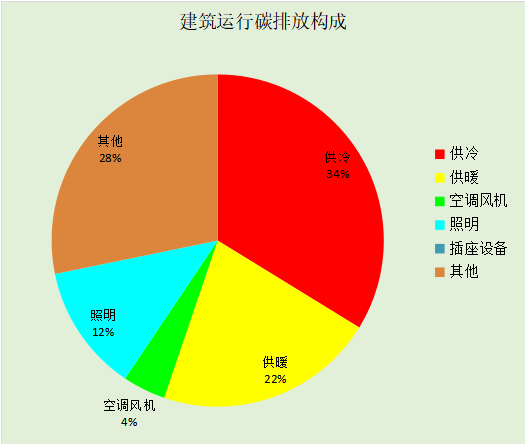 建筑运行碳排放构成
其他
28%
供冷
34%
照明
12%
供暖
22%
空调风机
4%
供冷
供暖
空调风机
照明
插座设备
其他